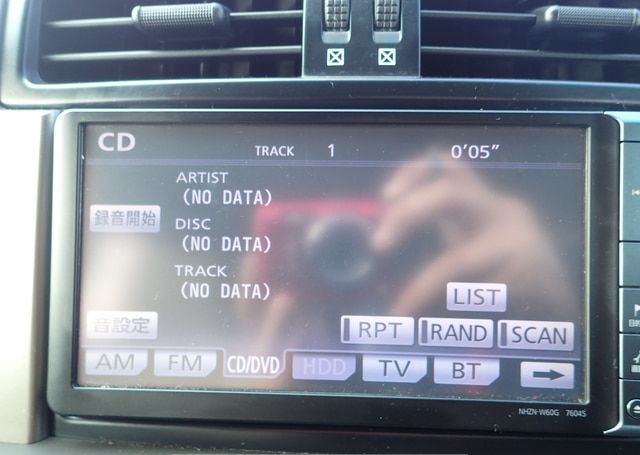 CD TRACK 1 0'05"
ARTIST
(NO DATA)
録音開始
DISC
(NO DATA)
TRACK
(NO DATA)
LIST
音設定
RPT RAND SCAN
AM FM CD/DVD HDD TV BT
NHZN-W60G 76045